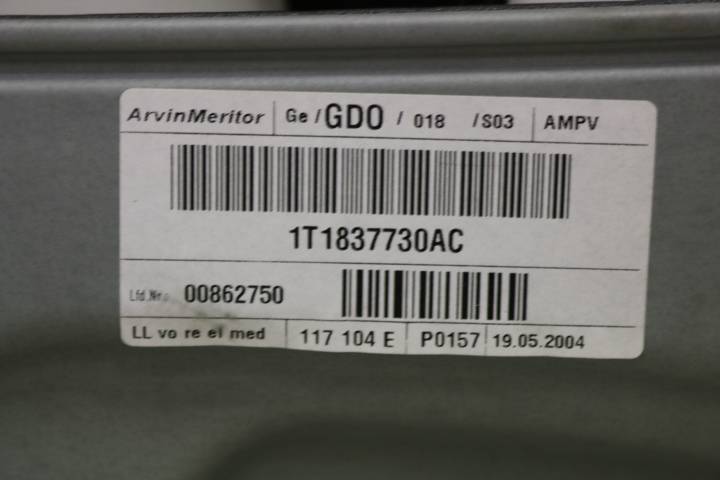 ArvinMeritor Ge / GDO / 018 / S03 AMPV
1T1837730AC
Lfd.Nr.: 00862750
LL vo re el med 117 104 E P0157 19.05.2004